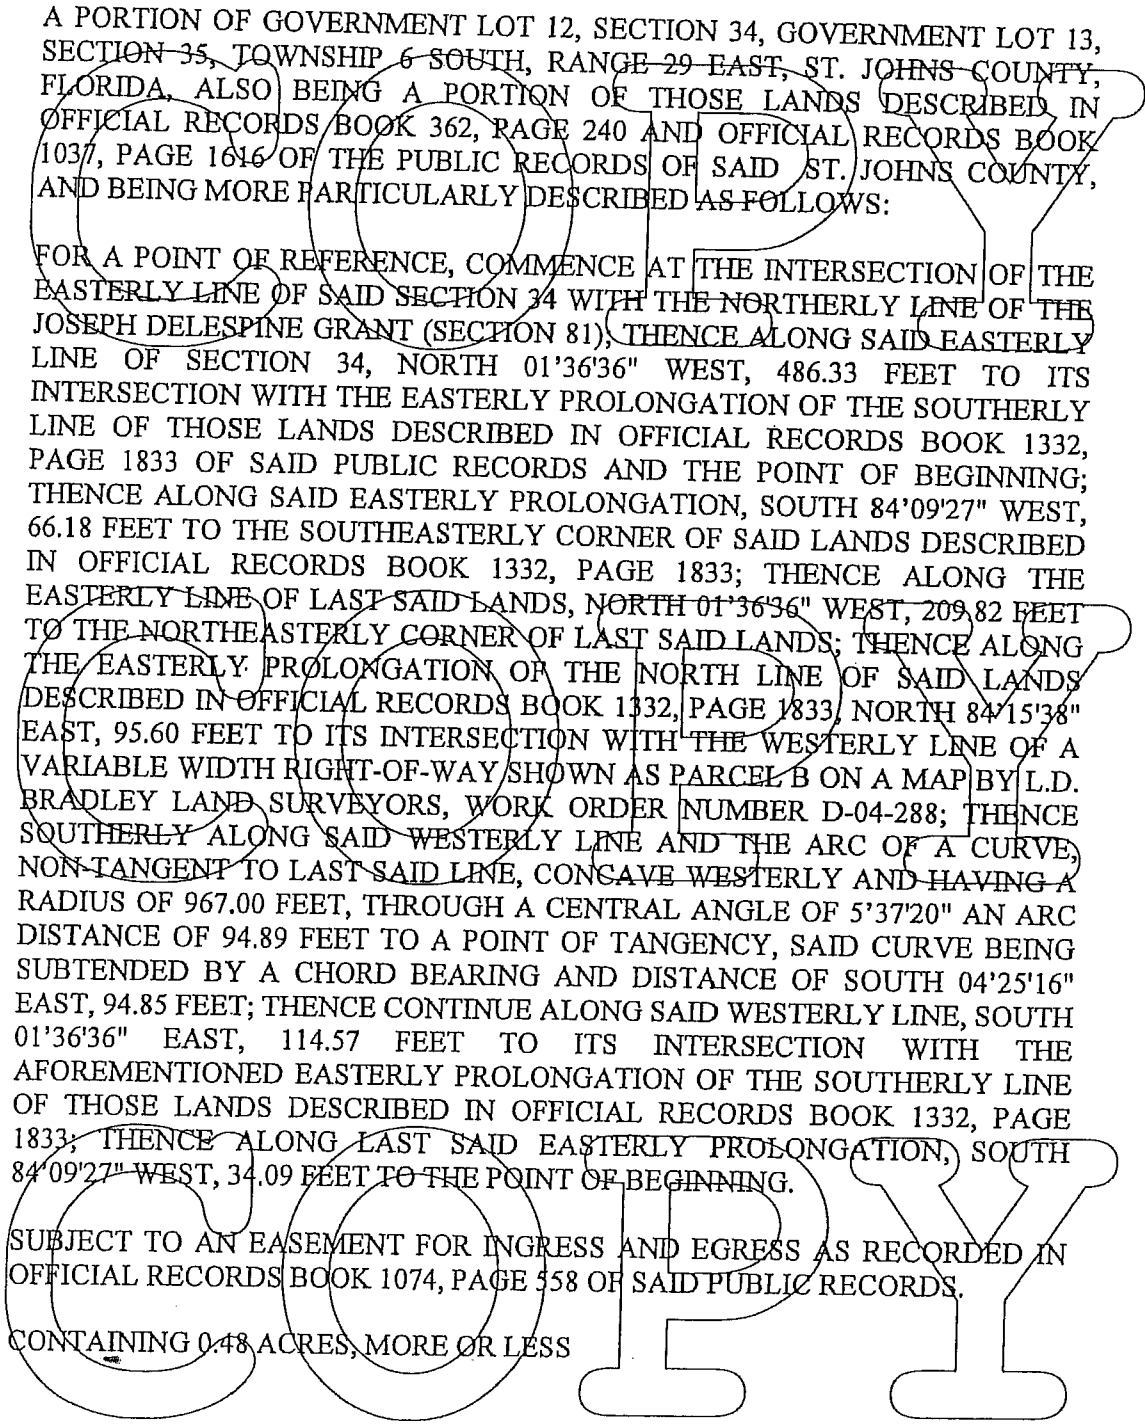 A PORTION OF GOVERNMENT LOT 12, SECTION 34, GOVERNMENT LOT 13,
SECTION 35, TOWNSHIP 6 SOUTH, RANGE 29 EAST, ST. JOHNS COUNTY,
FLORIDA, ALSO BEING A PORTION OF THOSE LANDS DESCRIBED IN
OFFICIAL RECORDS BOOK 362, PAGE 240 AND OFFICIAL RECORDS BOOK
1037, PAGE 1616 OF THE PUBLIC RECORDS OF SAID ST. JOHNS COUNTY,
AND BEING MORE PARTICULARLY DESCRIBED AS FOLLOWS:
FOR A POINT OF REFERENCE, COMMENCE AT THE INTERSECTION OF THE
EASTERLY LINE OF SAID SECTION 34 WITH THE NORTHERLY LINE OF THE
JOSEPH DELESPINE GRANT (SECTION 81), THENCE ALONG SAID EASTERLY
LINE OF SECTION 34, NORTH 01'36'36" WEST, 486.33 FEET TO ITS
INTERSECTION WITH THE EASTERLY PROLONGATION OF THE SOUTHERLY
LINE OF THOSE LANDS DESCRIBED IN OFFICIAL RECORDS BOOK 1332,
PAGE 1833 OF SAID PUBLIC RECORDS AND THE POINT OF BEGINNING;
THENCE ALONG SAID EASTERLY PROLONGATION, SOUTH 84'09'27" WEST,
66.18 FEET TO THE SOUTHEASTERLY CORNER OF SAID LANDS DESCRIBED
IN OFFICIAL RECORDS BOOK 1332, PAGE 1833; THENCE ALONG THE
EASTERLY LINE OF LAST SAID LANDS, NORTH 01'36'36" WEST, 209.82 FEET
TO THE NORTHEASTERLY CORNER OF LAST SAID LANDS; THENCE ALONG
THE EASTERLY PROLONGATION OF THE NORTH LINE OF SAID LANDS
DESCRIBED IN OFFICIAL RECORDS BOOK 1332, PAGE 1833, NORTH 84'15'38"
EAST, 95.60 FEET TO ITS INTERSECTION WITH THE WESTERLY LINE OF A
VARIABLE WIDTH RIGHT-OF-WAY SHOWN AS PARCEL B ON A MAP BY L.D.
BRADLEY LAND SURVEYORS, WORK ORDER NUMBER D-04-288; THENCE
SOUTHERLY ALONG SAID WESTERLY LINE AND THE ARC OF A CURVE,
NON-TANGENT TO LAST SAID LINE, CONCAVE WESTERLY AND HAVING A
RADIUS OF 967.00 FEET, THROUGH A CENTRAL ANGLE OF 5'37'20" AN ARC
DISTANCE OF 94.89 FEET TO A POINT OF TANGENCY, SAID CURVE BEING
SUBTENDED BY A CHORD BEARING AND DISTANCE OF SOUTH 04'25'16"
EAST, 94.85 FEET; THENCE CONTINUE ALONG SAID WESTERLY LINE, SOUTH
01'36'36" EAST, 114.57 FEET TO ITS INTERSECTION WITH THE
AFOREMENTIONED EASTERLY PROLONGATION OF THE SOUTHERLY LINE
OF THOSE LANDS DESCRIBED IN OFFICIAL RECORDS BOOK 1332, PAGE
1833; THENCE ALONG LAST SAID EASTERLY PROLONGATION, SOUTH
84'09'27" WEST, 34.09 FEET TO THE POINT OF BEGINNING.
SUBJECT TO AN EASEMENT FOR INGRESS AND EGRESS AS RECORDED IN
OFFICIAL RECORDS BOOK 1074, PAGE 558 OF SAID PUBLIC RECORDS.
CONTAINING 0.48 ACRES, MORE OR LESS
COPY
COPY
COPY